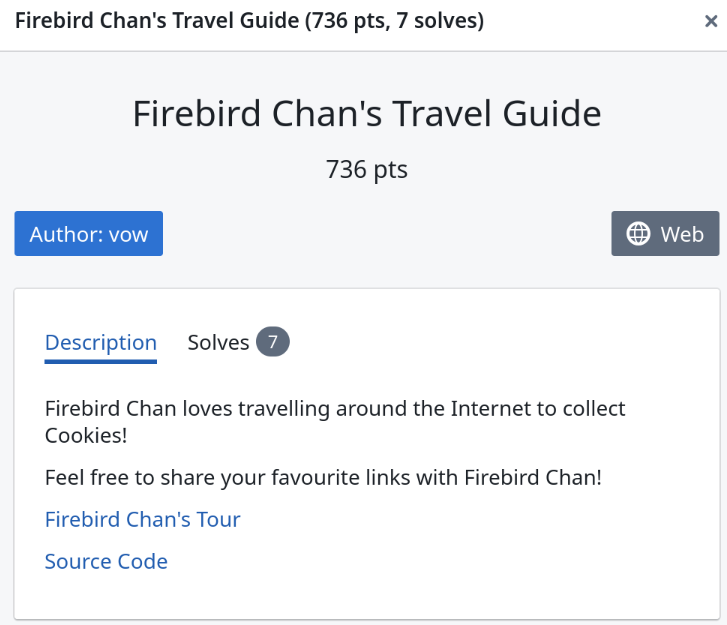 Firebird Chan's Travel Guide (736 pts, 7 solves)
×
Firebird Chan's Travel Guide
736 pts
Author: vow
Web
Description Solves 7
Firebird Chan loves travelling around the Internet to collect
Cookies!
Feel free to share your favourite links with Firebird Chan!
Firebird Chan's Tour
Source Code